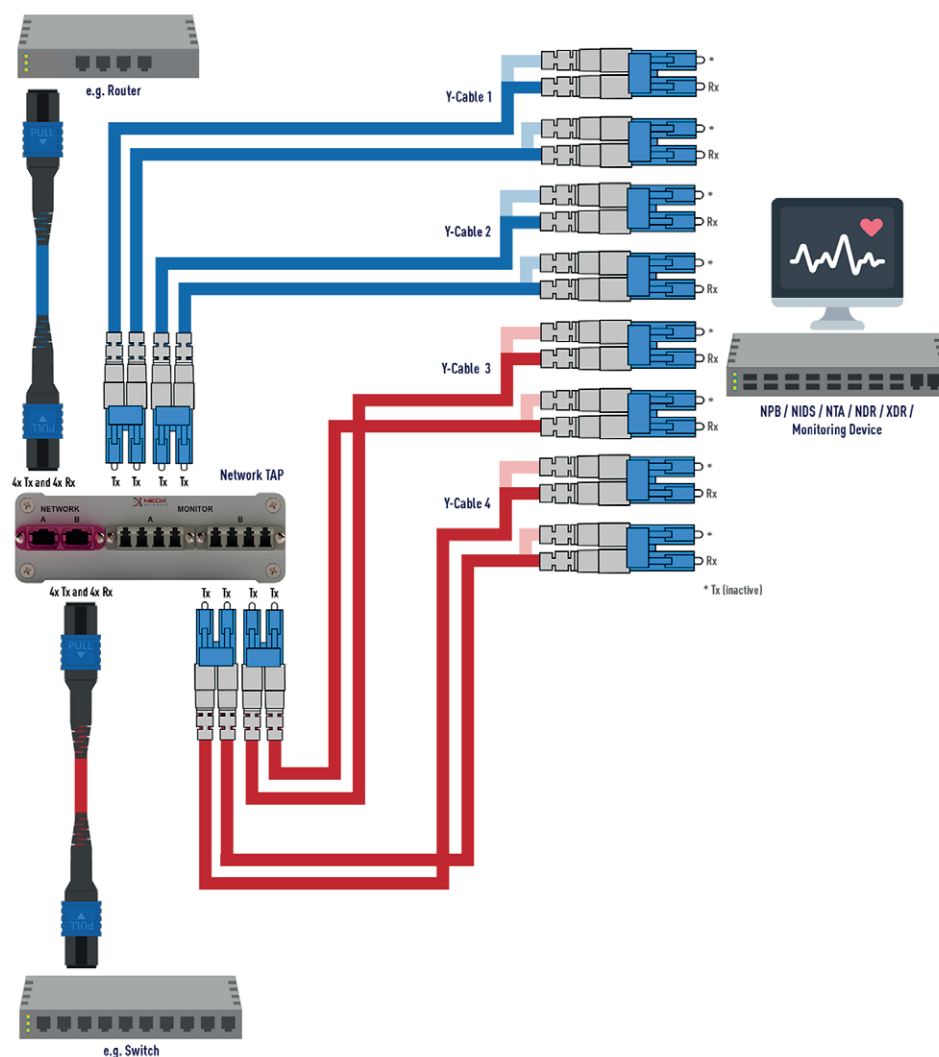 e.g. Router
PULL
PULL
4x Tx and 4x Rx
Tx
Tx
Tx
Tx
Network TAP
NEOX
NETWORKS
NETWORK
A
B
MONITOR
A
B
4x Tx and 4x Rx
Tx
Tx
Tx
Tx
PULL
PULL
e.g. Switch
Y-Cable 1
*
Rx
*
Rx
Y-Cable 2
*
Rx
*
Rx
Y-Cable 3
*
Rx
*
Rx
Y-Cable 4
*
Rx
*
Rx
* Tx (inactive)
NPB / NIDS / NTA / NDR / XDR /
Monitoring Device